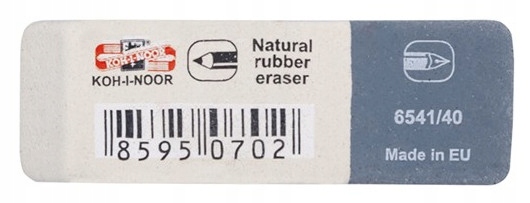 KOH-I-NOOR
KOH-I-NOOR
Natural
rubber
eraser
8595 0702
6541/40
Made in EU